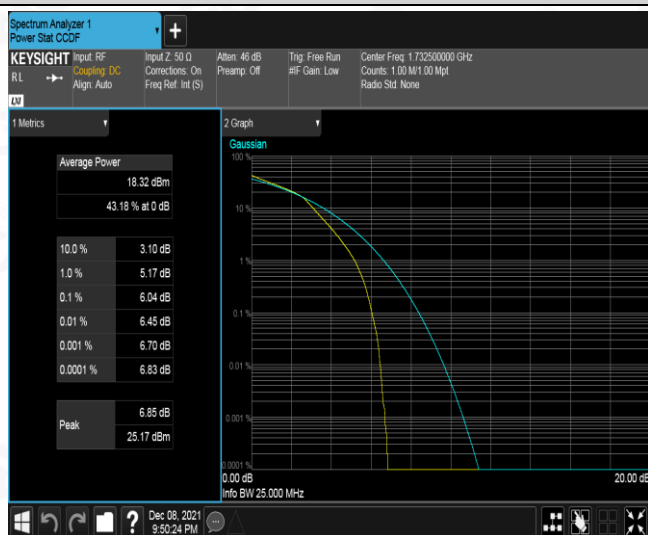 Spectrum Analyzer 1
Power Stat CCDF
KEYSIGHT
Input: RF
Coupling: DC
Align: Auto
Input Z: 50 Ω
Corrections: On
Freq Ref: Int (S)
Atten: 46 dB
Preamp: Off
Trig: Free Run
#IF Gain: Low
Center Freq: 1.732500000 GHz
Counts: 1.00 M/1.00 Mpt
Radio Std: None
R L
LXI
1 Metrics
Average Power
18.32 dBm
43.18 % at 0 dB
10.0 % 3.10 dB
1.0 % 5.17 dB
0.1 % 6.04 dB
0.01 % 6.45 dB
0.001 % 6.70 dB
0.0001 % 6.83 dB
Peak
6.85 dB
25.17 dBm
2 Graph
Gaussian
100 %
10 %
1 %
0.1 %
0.01 %
0.001 %
0.0001 %
0.00 dB 20.00 dB
Info BW 25.000 MHz
Dec 08, 2021
9:50:24 PM